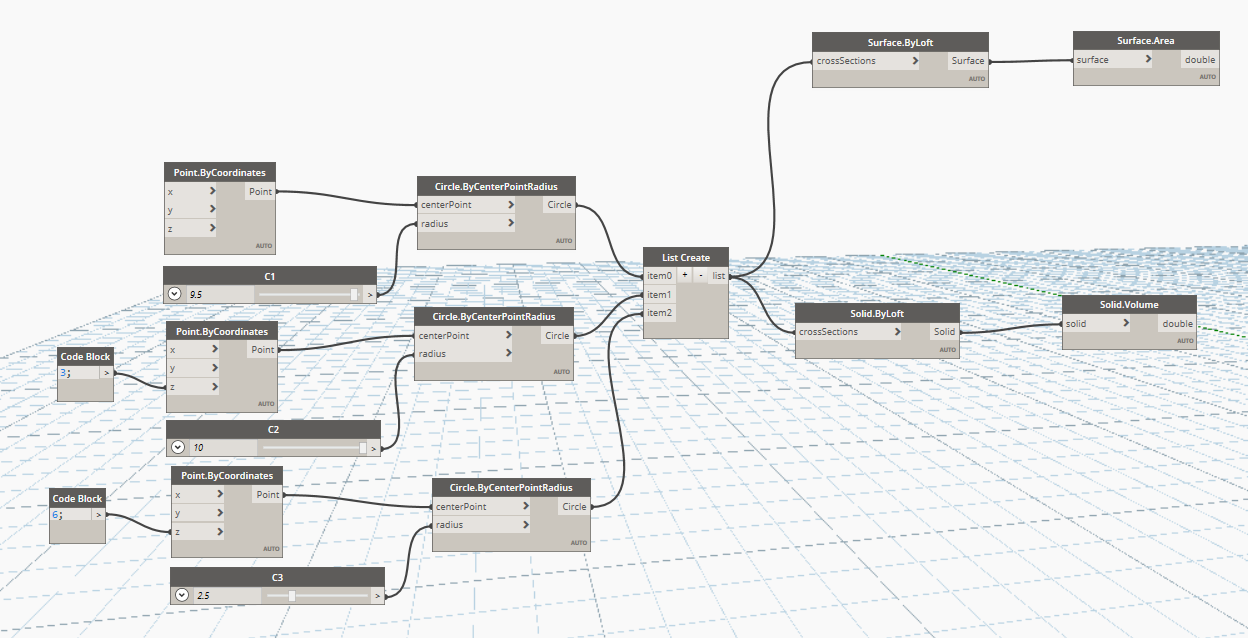 Surface.ByLoft
crossSections > Surface
AUTO
Surface.Area
surface > double
AUTO
Point.ByCoordinates
x > Point
y >
z >
AUTO
Circle.ByCenterPointRadius
centerPoint > Circle
radius >
AUTO
C1
9.5 >
List Create
item0 + - list
item1
item2
Circle.ByCenterPointRadius
centerPoint > Circle
radius >
AUTO
Point.ByCoordinates
x > Point
y >
z >
AUTO
Code Block
3; >
Solid.ByLoft
crossSections > Solid
AUTO
Solid.Volume
solid > double
AUTO
C2
10 >
Point.ByCoordinates
x > Point
y >
z >
AUTO
Code Block
6; >
Circle.ByCenterPointRadius
centerPoint > Circle
radius >
AUTO
C3
2.5 >